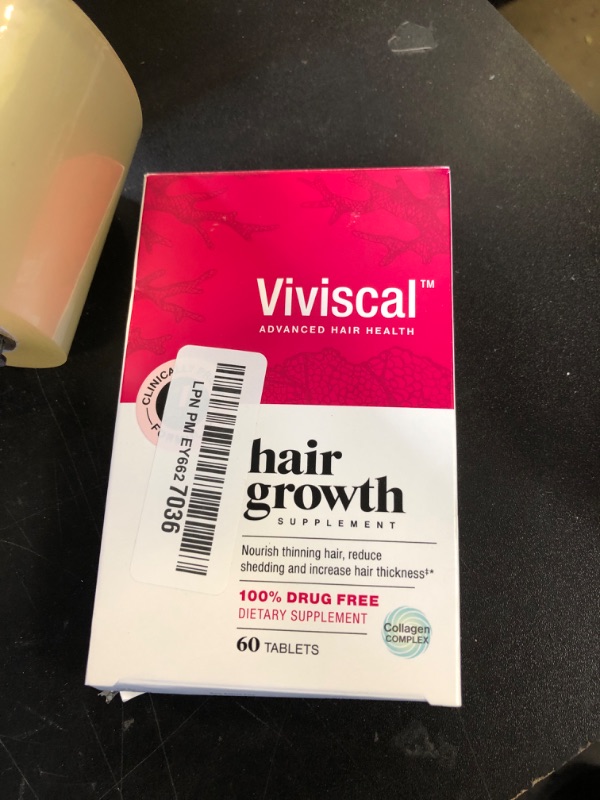 Viviscal™
ADVANCED HAIR HEALTH
LPN PM EY662 7036
hair
growth
SUPPLEMENT
Nourish thinning hair, reduce
shedding and increase hair thickness‡*
100% DRUG FREE
DIETARY SUPPLEMENT
60 TABLETS
Collagen
COMPLEX